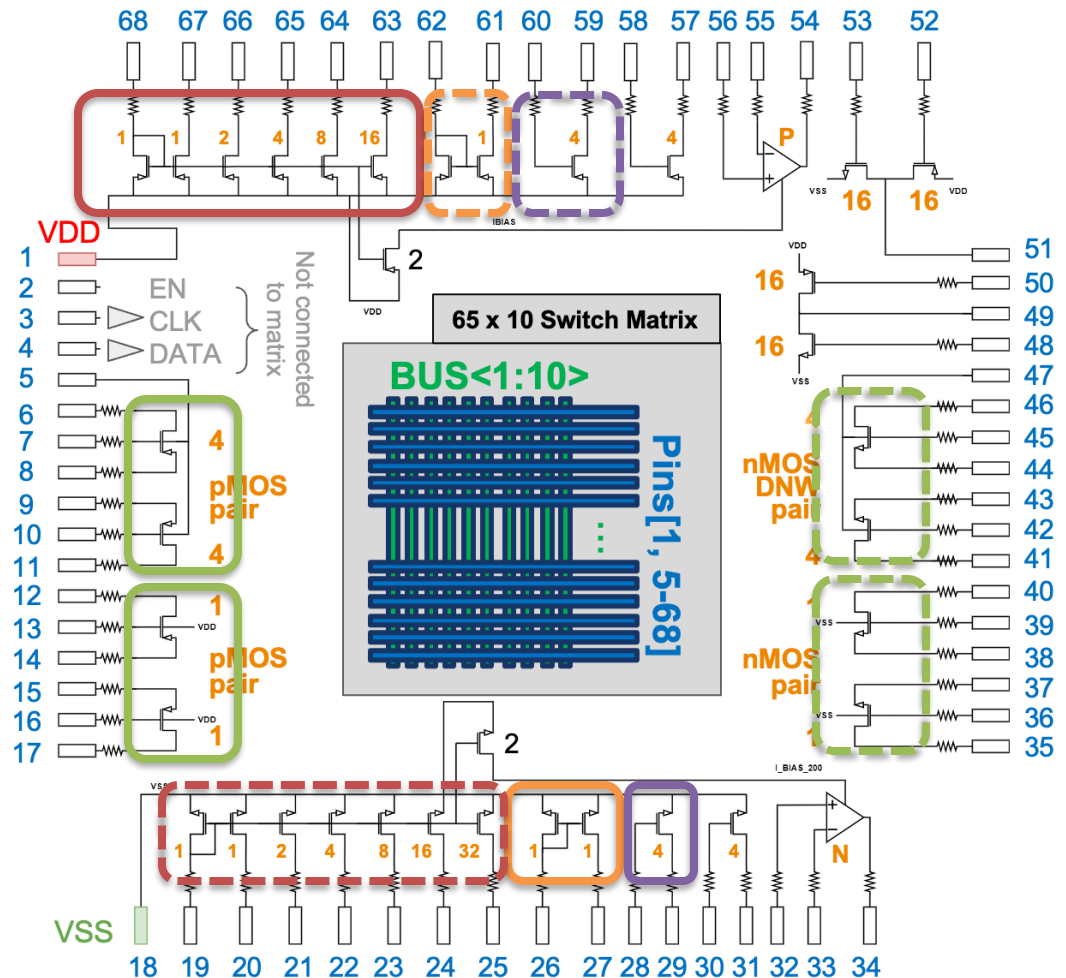 68 67 66 65 64 63 62 61 60 59 58 57 56 55 54 53 52
1 1 2 4 8 16 1 4 4 P
− +
VSS VDD
16 16
IBIAS
VDD
1
2
VDD
51
2 EN
3 CLK
4 DATA
Not connected
to matrix
VDD
16
50
49
16
48
VSS
65 x 10 Switch Matrix
BUS<1:10>
Pins[1, 5-68]
5
6
7
8
9
10
11
4
pMOS
pair
4
12
13
14
15
16
17
1
VDD
pMOS
pair
VDD
1
47
46
45
44
43
42
41
4
nMOS
DNW
pair
4
40
39
38
37
36
35
1
VSS
nMOS
pair
VSS
1
2
I_BIAS_200
VSS
1 1 2 4 8 16 32 1 1 4 4 N
+ −
VSS
18 19 20 21 22 23 24 25 26 27 28 29 30 31 32 33 34